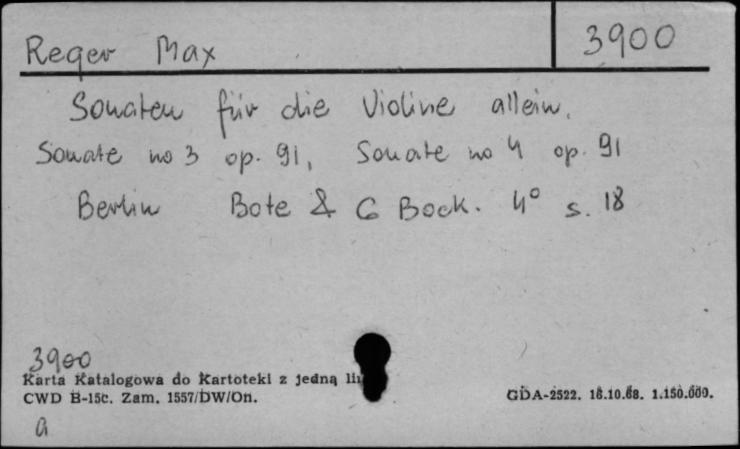 Reger Max 3900
Sonaten für die Violine allein.
Sonate no 3 op. 91, Sonate no 4 op. 91
Berlin Bote & G Bock. 4° s. 18
3900
Karta Katalogowa do Kartoteki z jedną
CWD B-15c. Zam. 1557/DW/On. GDA-2522. 16.10.68. 1.150.000.
a